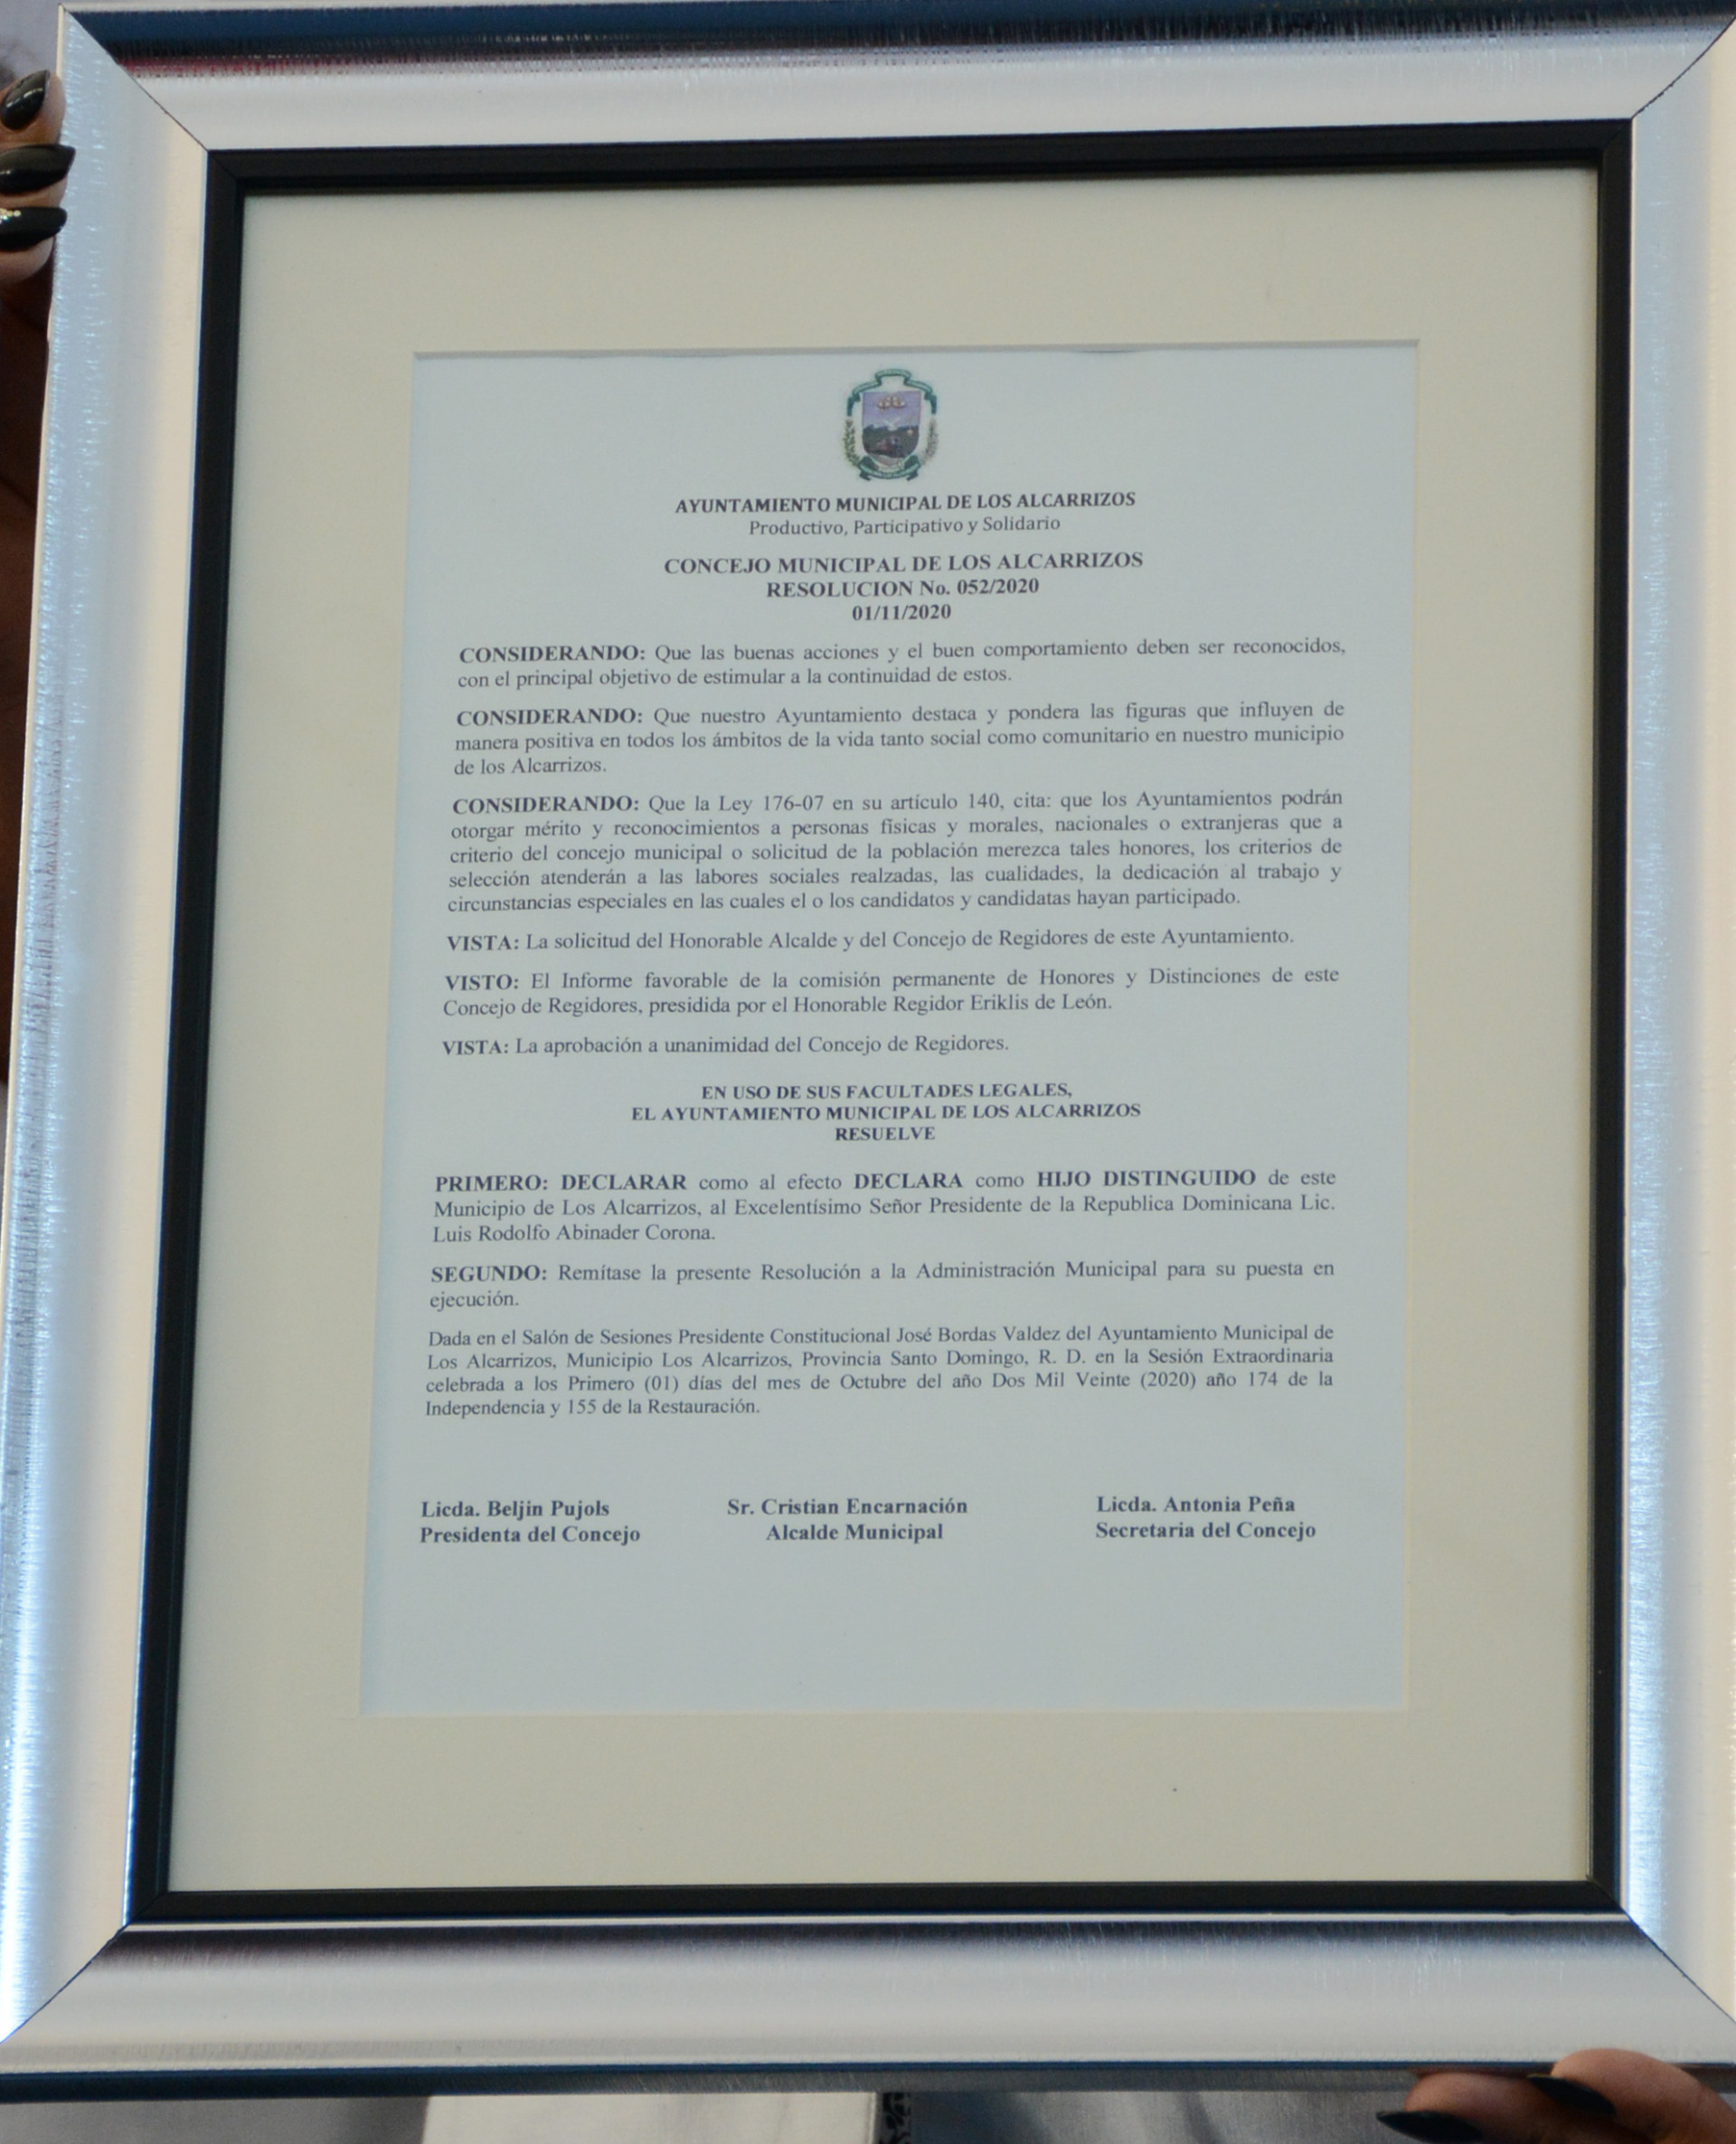 AYUNTAMIENTO MUNICIPAL DE LOS ALCARRIZOS
Productivo, Participativo y Solidario
CONCEJO MUNICIPAL DE LOS ALCARRIZOS
RESOLUCION No. 052/2020
01/11/2020
CONSIDERANDO: Que las buenas acciones y el buen comportamiento deben ser reconocidos,
con el principal objetivo de estimular a la continuidad de estos.
CONSIDERANDO: Que nuestro Ayuntamiento destaca y pondera las figuras que influyen de
manera positiva en todos los ámbitos de la vida tanto social como comunitario en nuestro municipio
de los Alcarrizos.
CONSIDERANDO: Que la Ley 176-07 en su artículo 140, cita: que los Ayuntamientos podrán
otorgar mérito y reconocimientos a personas físicas y morales, nacionales o extranjeras que a
criterio del concejo municipal o solicitud de la población merezca tales honores, los criterios de
selección atenderán a las labores sociales realzadas, las cualidades, la dedicación al trabajo y
circunstancias especiales en las cuales el o los candidatos y candidatas hayan participado.
VISTA: La solicitud del Honorable Alcalde y del Concejo de Regidores de este Ayuntamiento.
VISTO: El Informe favorable de la comisión permanente de Honores y Distinciones de este
Concejo de Regidores, presidida por el Honorable Regidor Eriklis de León.
VISTA: La aprobación a unanimidad del Concejo de Regidores.
EN USO DE SUS FACULTADES LEGALES,
EL AYUNTAMIENTO MUNICIPAL DE LOS ALCARRIZOS
RESUELVE
PRIMERO: DECLARAR como al efecto DECLARA como HIJO DISTINGUIDO de este
Municipio de Los Alcarrizos, al Excelentísimo Señor Presidente de la Republica Dominicana Lic.
Luis Rodolfo Abinader Corona.
SEGUNDO: Remítase la presente Resolución a la Administración Municipal para su puesta en
ejecución.
Dada en el Salón de Sesiones Presidente Constitucional José Bordas Valdez del Ayuntamiento Municipal de
Los Alcarrizos, Municipio Los Alcarrizos, Provincia Santo Domingo, R. D. en la Sesión Extraordinaria
celebrada a los Primero (01) días del mes de Octubre del año Dos Mil Veinte (2020) año 174 de la
Independencia y 155 de la Restauración.
Licda. Beljin Pujols Sr. Cristian Encarnación Licda. Antonia Peña
Presidenta del Concejo Alcalde Municipal Secretaria del Concejo